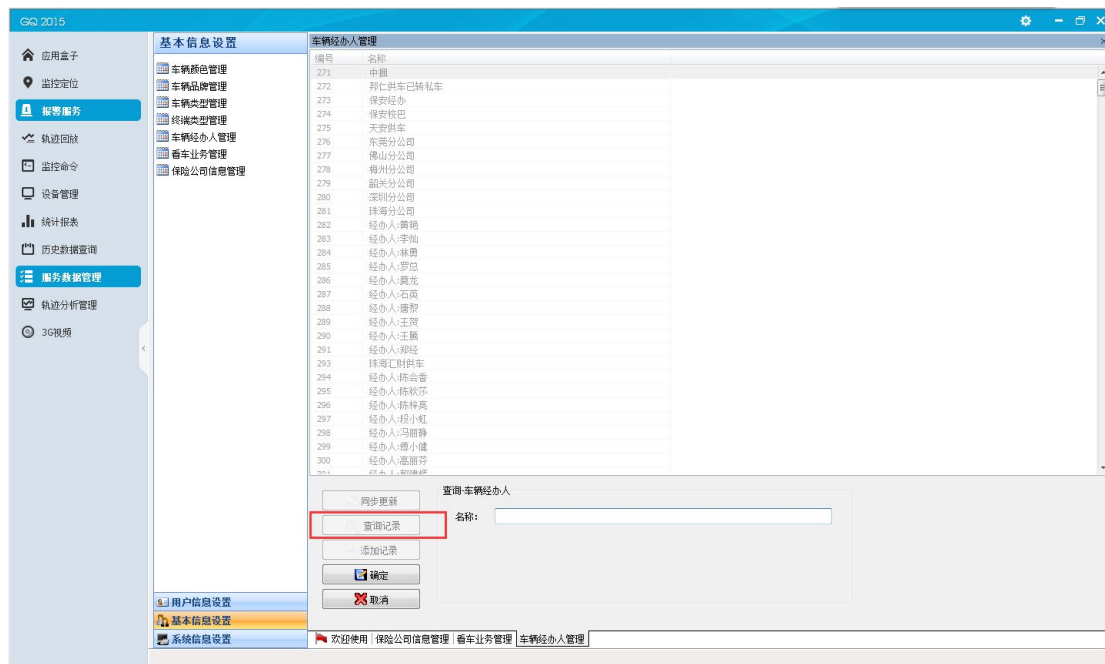 GQ 2015
应用盒子
监控定位
报警服务
轨迹回放
监控命令
设备管理
统计报表
历史数据查询
服务数据管理
轨迹分析管理
3G视频
基本信息设置
车辆颜色管理
车辆品牌管理
车辆类型管理
终端类型管理
车辆经办人管理
看车业务管理
保险公司信息管理
用户信息设置
基本信息设置
系统信息设置
车辆经办人管理
编号 名称
271 中捆
272 邦仁供车已转私车
273 保安经办
274 保安校巴
275 天安供车
276 东莞分公司
277 佛山分公司
278 梅州分公司
279 韶关分公司
280 深圳分公司
281 珠海分公司
282 经办人:黄艳
283 经办人:李灿
284 经办人:林勇
285 经办人:罗总
286 经办人:莫龙
287 经办人:石英
288 经办人:唐黎
289 经办人:王贺
290 经办人:王腾
291 经办人:郑经
293 珠海汇财供车
294 经办人:陈会香
295 经办人:陈秋莎
296 经办人:陈梓亮
297 经办人:段小虹
298 经办人:冯丽静
299 经办人:傅小健
300 经办人:高丽芬
同步更新
查询记录
添加记录
确定
取消
查询-车辆经办人
名称:
欢迎使用 保险公司信息管理 看车业务管理 车辆经办人管理